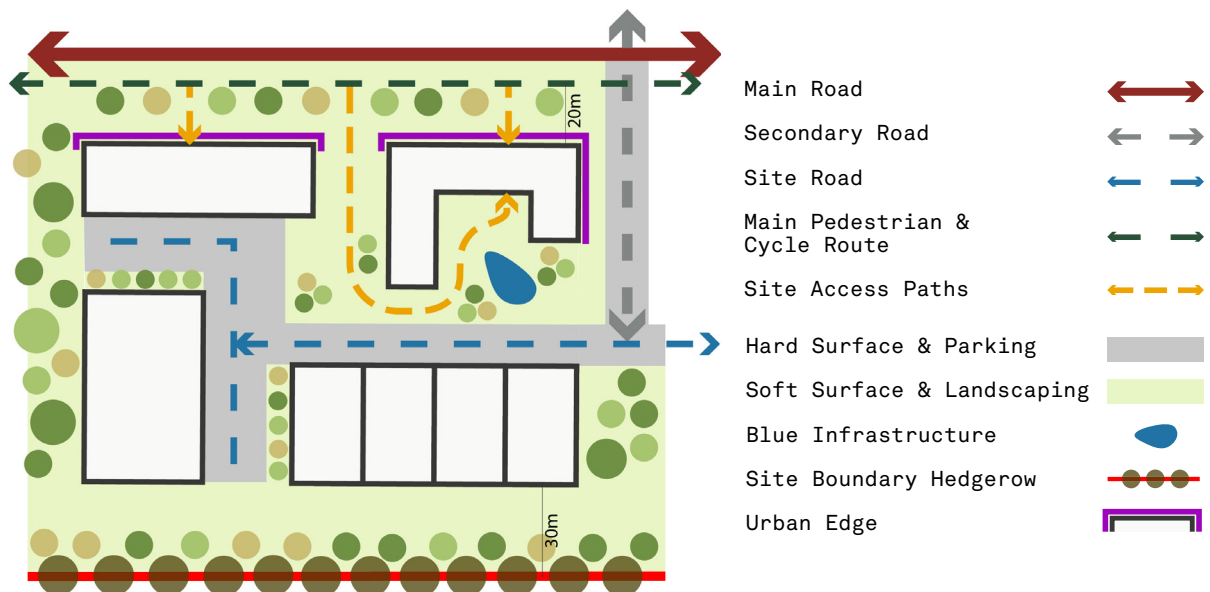 20m
30m
Main Road
Secondary Road
Site Road
Main Pedestrian &
Cycle Route
Site Access Paths
Hard Surface & Parking
Soft Surface & Landscaping
Blue Infrastructure
Site Boundary Hedgerow
Urban Edge